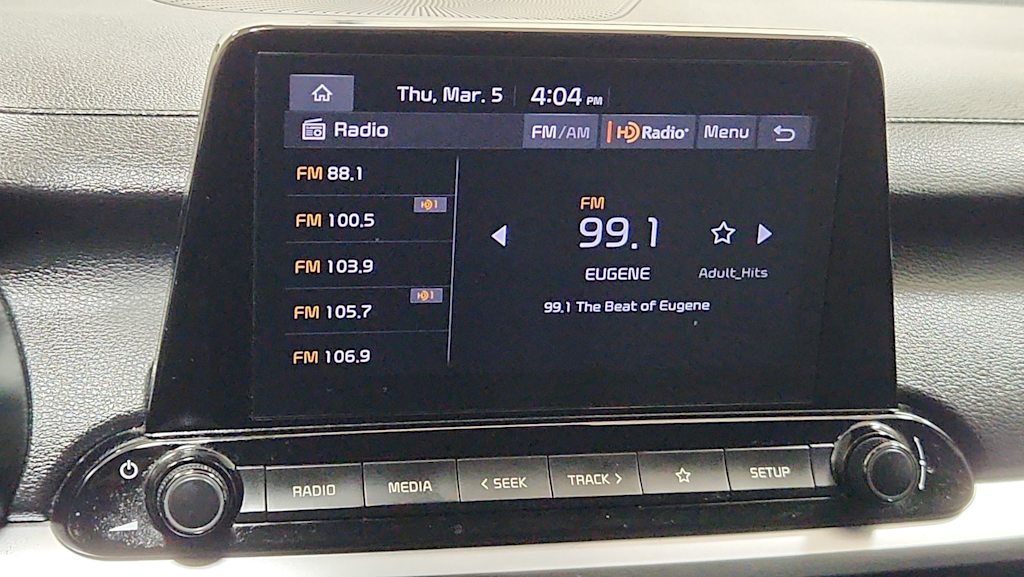 Thu, Mar. 5 4:04 PM
Radio FM/AM HD Radio Menu
FM 88.1
HD1
FM 100.5
FM 103.9
HD1
FM 105.7
FM 106.9
FM
99.1
EUGENE Adult_Hits
99.1 The Beat of Eugene
RADIO MEDIA < SEEK TRACK > SETUP